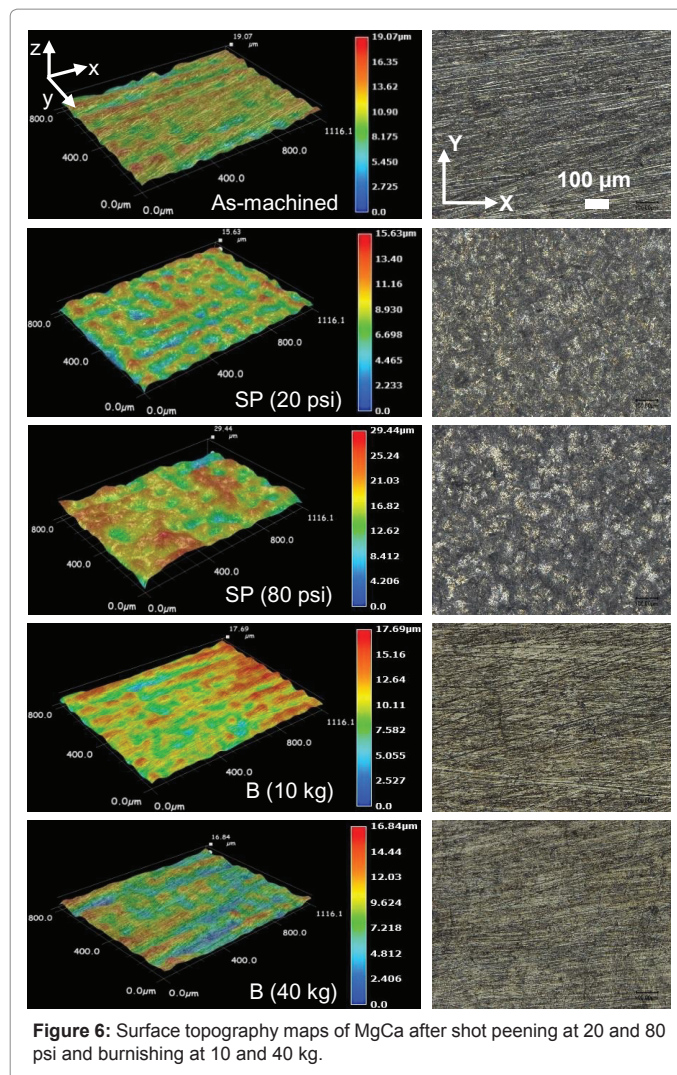 z
x
y
19.07
µm
800.0
400.0
0.0µm
0.0µm
400.0
800.0
1116.1
As-machined
19.07µm
16.35
13.62
10.90
8.175
5.450
2.725
0.0
Y
X
100 µm
15.63
µm
800.0
400.0
0.0µm
0.0µm
400.0
800.0
1116.1
SP (20 psi)
15.63µm
13.40
11.16
8.930
6.698
4.465
2.233
0.0
29.44
µm
800.0
400.0
0.0µm
0.0µm
400.0
800.0
1116.1
SP (80 psi)
29.44µm
25.24
21.03
16.82
12.62
8.412
4.206
0.0
17.69
µm
800.0
400.0
0.0µm
0.0µm
400.0
800.0
1116.1
B (10 kg)
17.69µm
15.16
12.64
10.11
7.582
5.055
2.527
0.0
16.84
µm
800.0
400.0
0.0µm
0.0µm
400.0
800.0
1116.1
B (40 kg)
16.84µm
14.44
12.03
9.624
7.218
4.812
2.406
0.0
Figure 6: Surface topography maps of MgCa after shot peening at 20 and 80
psi and burnishing at 10 and 40 kg.